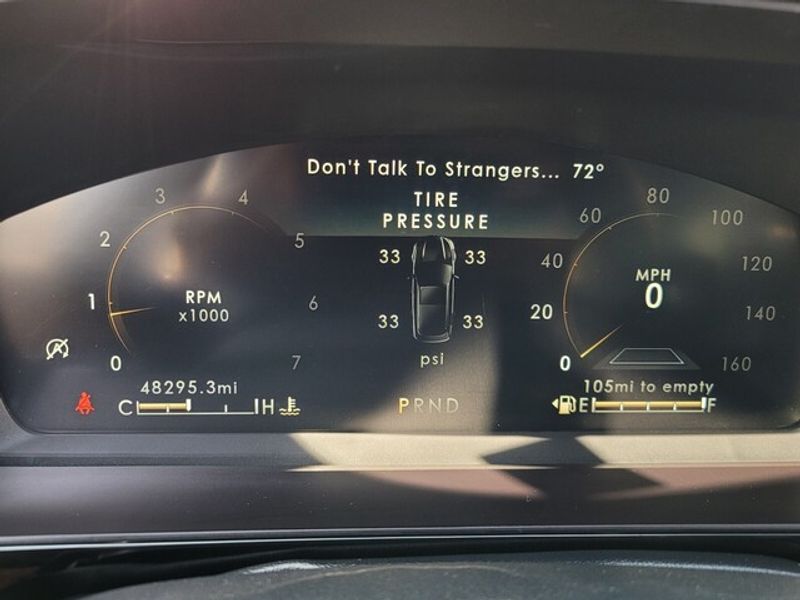 Don't Talk To Strangers... 72°
TIRE
PRESSURE
3 4
2 5
1 6
0 7
RPM
x1000
33 33
33 33
psi
60 80 100
40 120
20 140
0 160
MPH
0
48295.3mi
C H
PRND
105mi to empty
E F